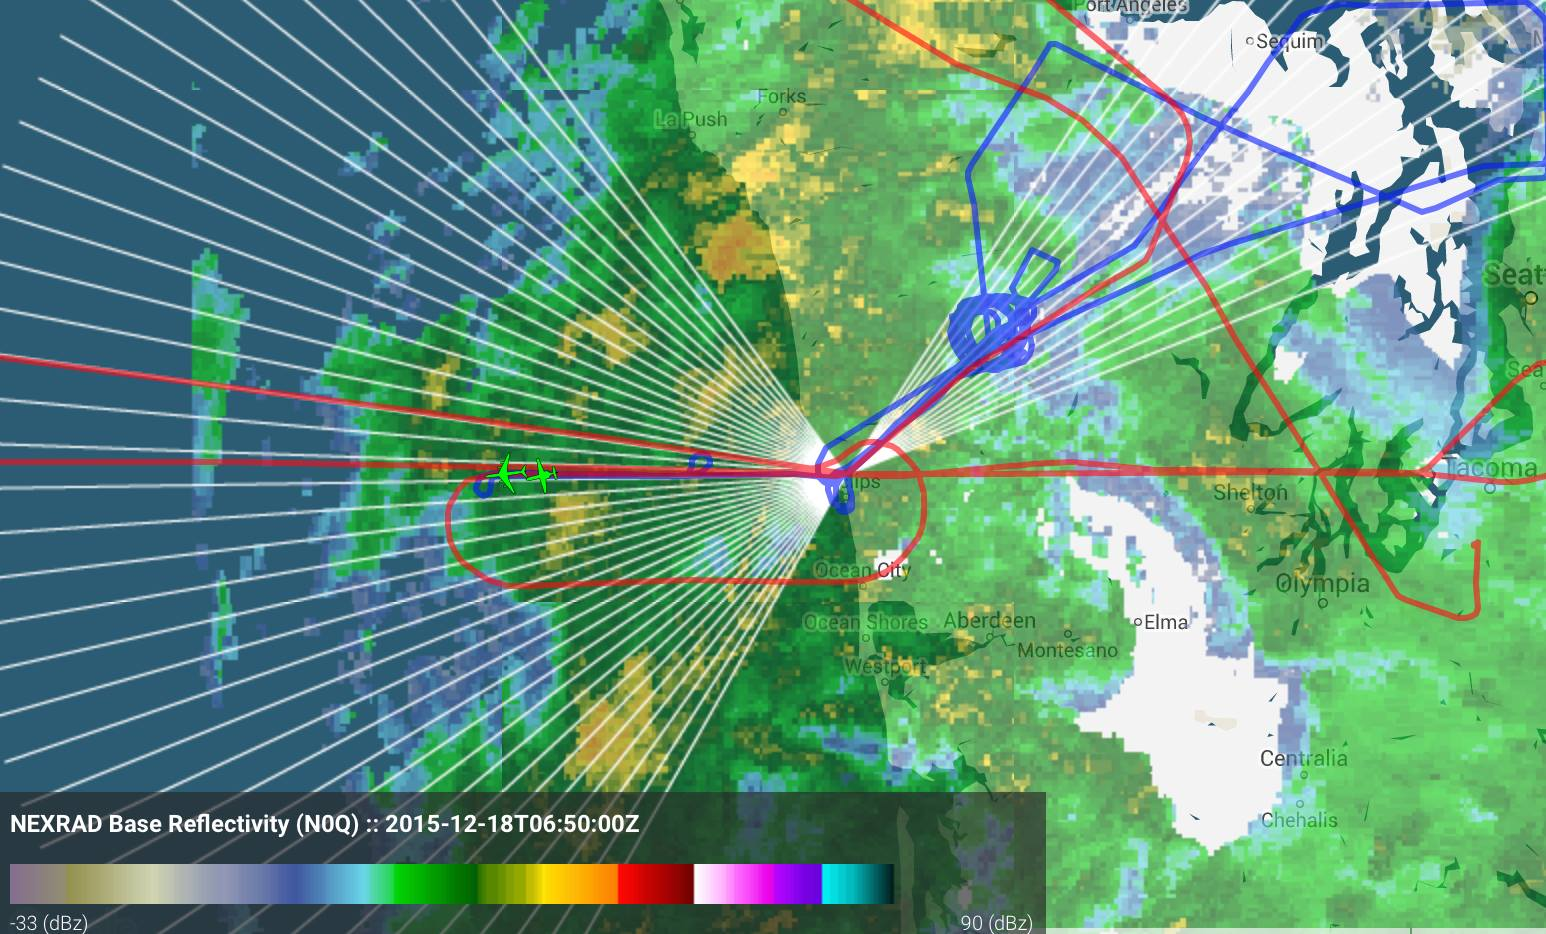 Port Angeles
Sequim
Forks
La Push
Seat
Sea
Tacoma
Shelton
Ocean City
Olympia
Ocean Shores
Aberdeen
Elma
Montesano
Westport
Centralia
Chehalis
NEXRAD Base Reflectivity (N0Q) :: 2015-12-18T06:50:00Z
-33 (dBz)
90 (dBz)